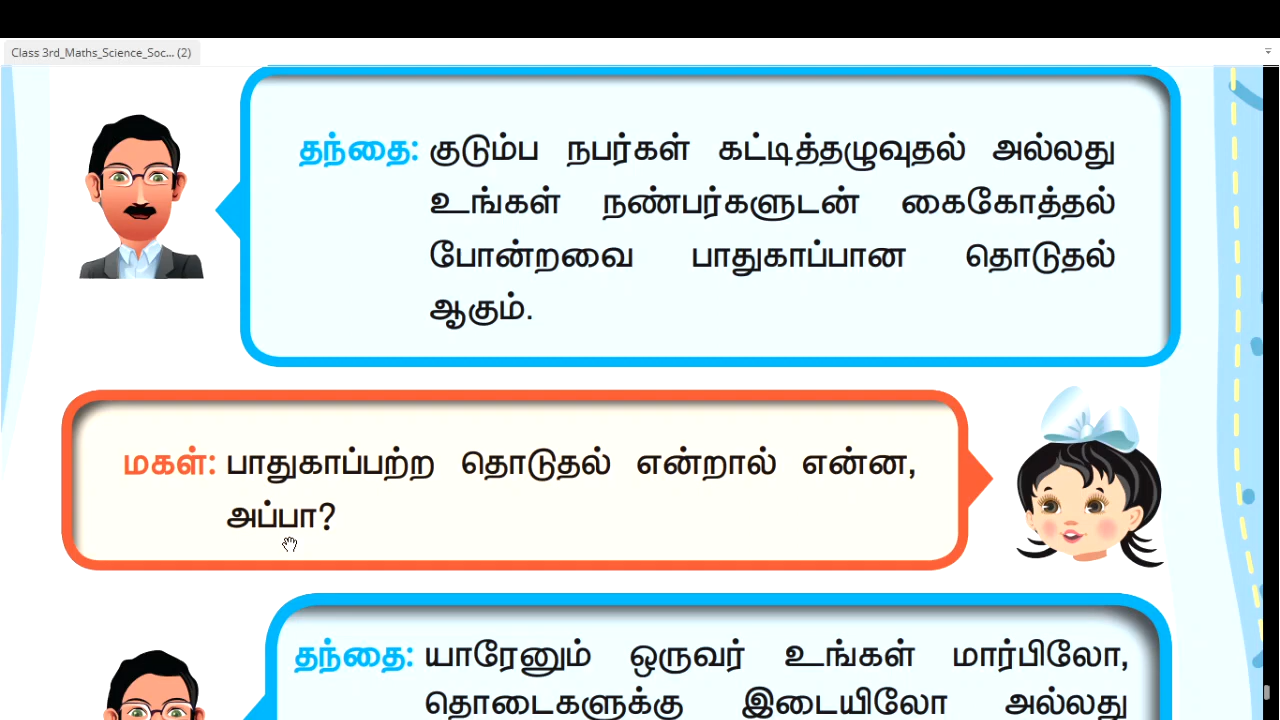 Class 3rd_Maths_Science_Soc... (2)
தந்தை: குடும்ப நபர்கள் கட்டித்தழுவுதல் அல்லது
உங்கள் நண்பர்களுடன் கைகோத்தல்
போன்றவை பாதுகாப்பான தொடுதல்
ஆகும்.
மகள்: பாதுகாப்பற்ற தொடுதல் என்றால் என்ன,
அப்பா?
தந்தை: யாரேனும் ஒருவர் உங்கள் மார்பிலோ,
தொடைகளுக்கு இடையிலோ அல்லது